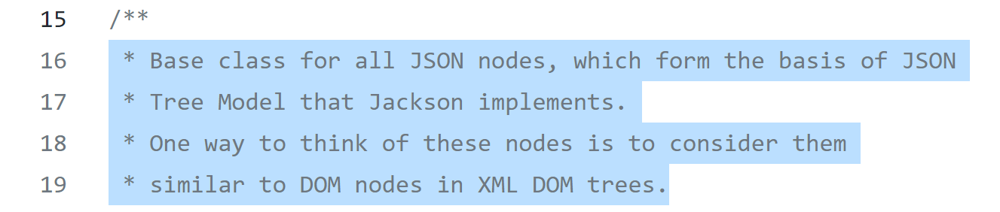 15 /**
16 * Base class for all JSON nodes, which form the basis of JSON
17 * Tree Model that Jackson implements.
18 * One way to think of these nodes is to consider them
19 * similar to DOM nodes in XML DOM trees.